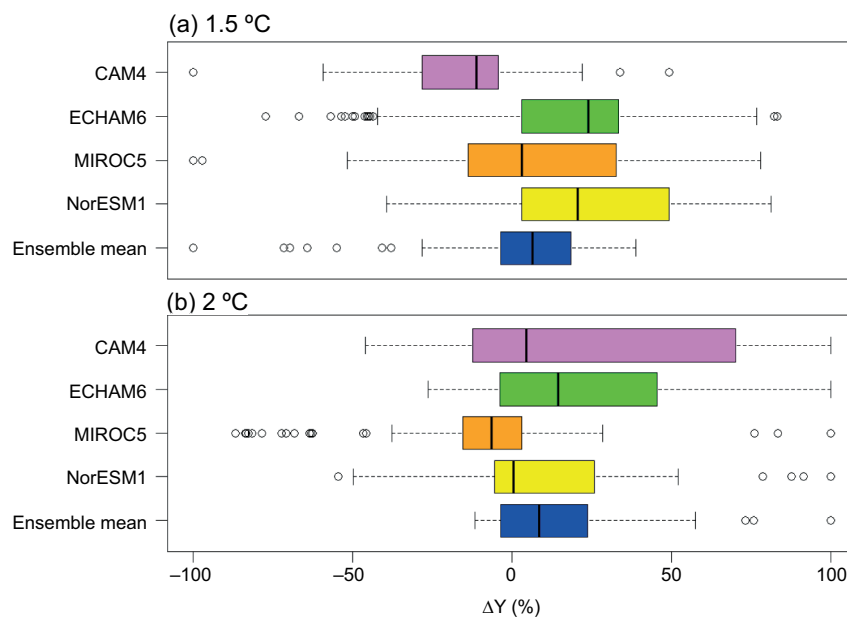 (a) 1.5 ºC
CAM4
ECHAM6
MIROC5
NorESM1
Ensemble mean
(b) 2 ºC
CAM4
ECHAM6
MIROC5
NorESM1
Ensemble mean
–100 –50 0 50 100
ΔY (%)